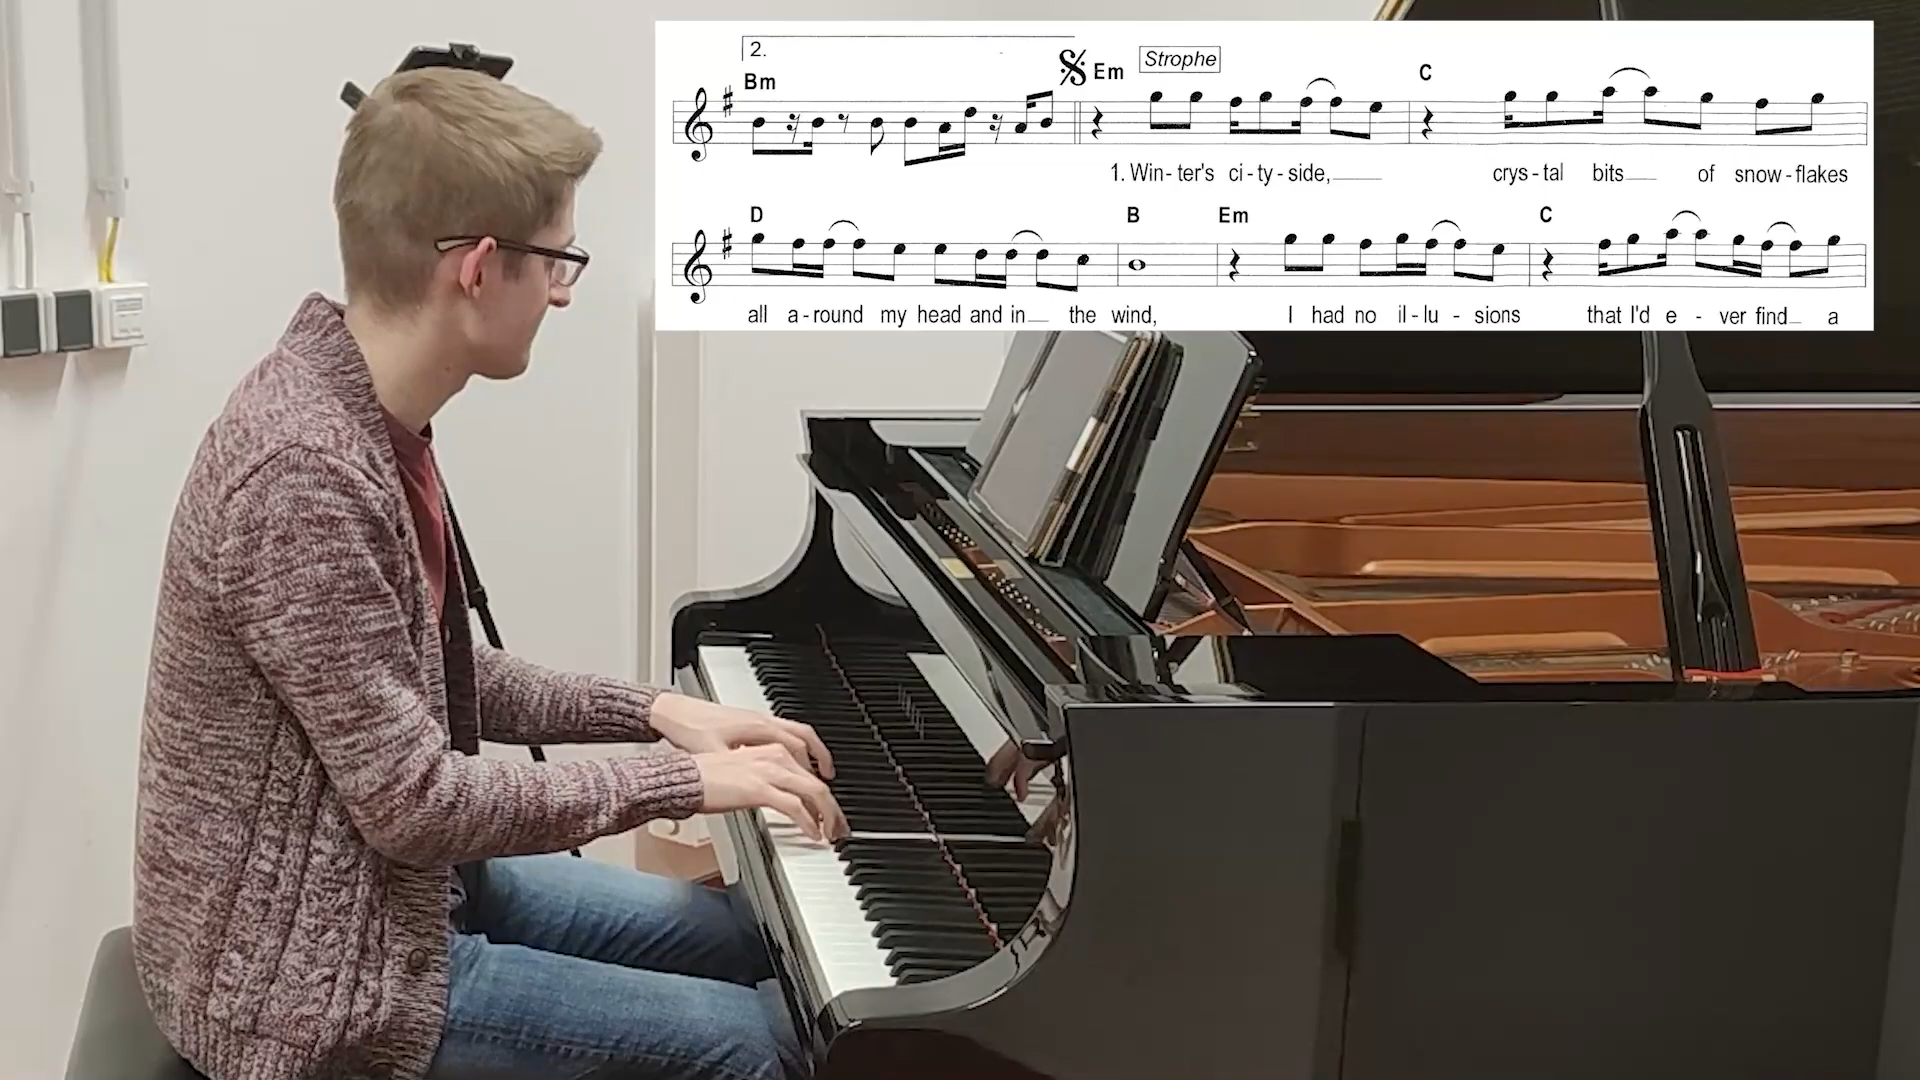 2.
Bm Em Strophe C
1. Win- ter's ci - ty - side, crys - tal bits of snow - flakes
D B Em C
all a - round my head and in the wind, I had no il - lu - sions that I'd e - ver find a